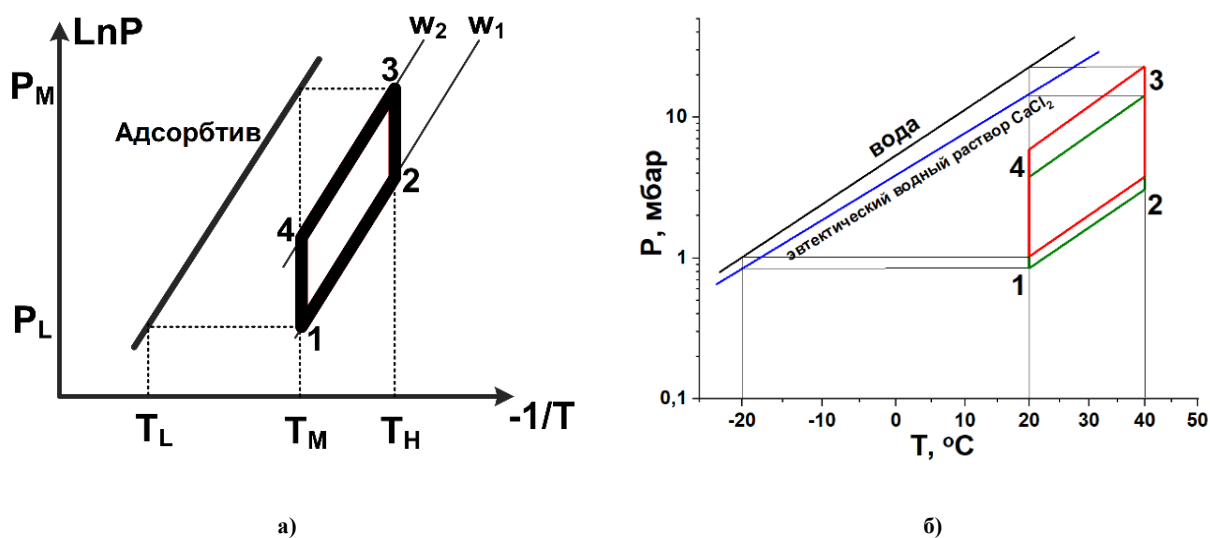 LnP
w₂
w₁
P_M
3
Адсорбтив
2
4
P_L
1
T_L
T_M
T_H
-1/T
а)
P, мбар
10
1
0,1
вода
эвтектический водный раствор CaCl₂
3
4
2
1
-20
-10
0
10
20
30
40
50
T, °C
б)